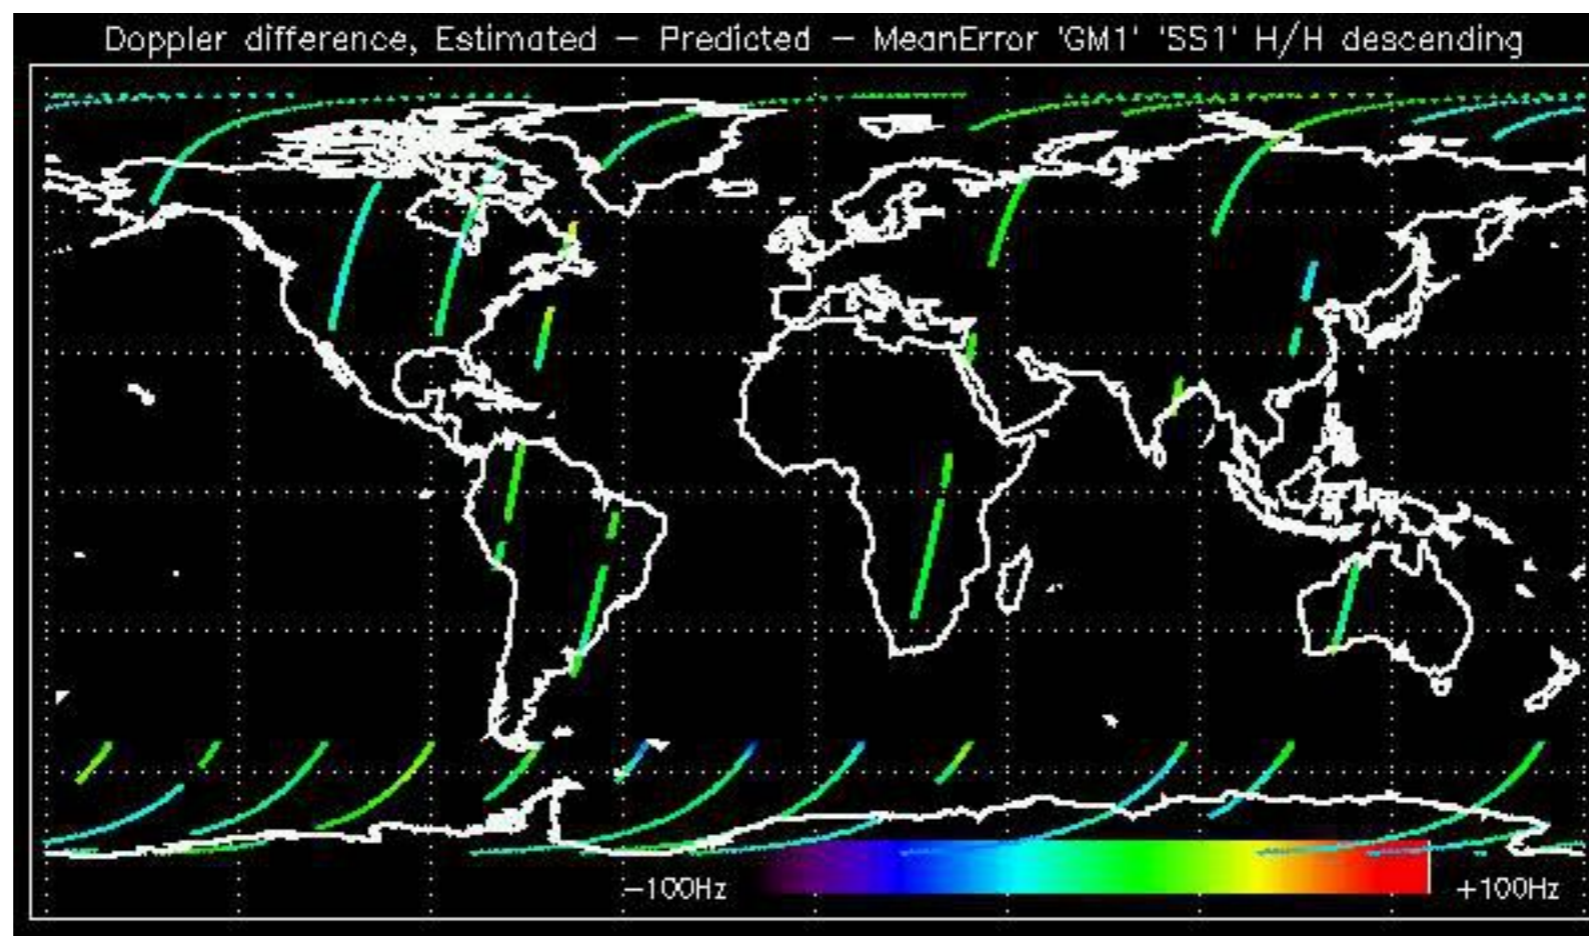 Doppler difference, Estimated – Predicted – MeanError 'GM1' 'SS1' H/H descending
–100Hz
+100Hz